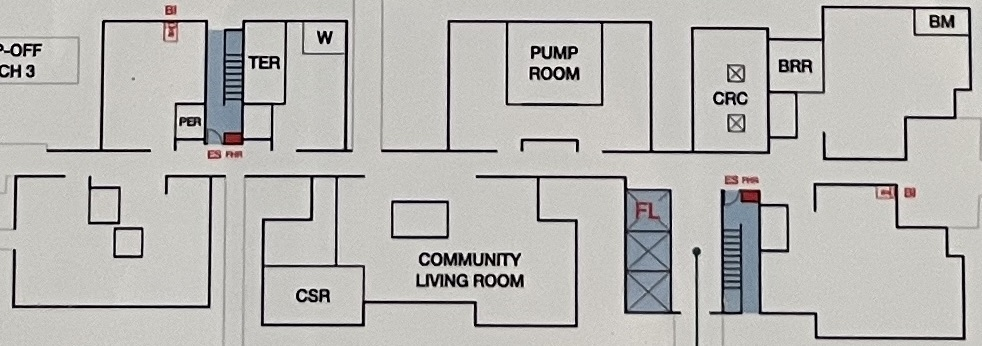 BI
BM
W
P-OFF
CH 3
TER
PUMP
ROOM
BRR
CRC
PER
ES FHR
ES FHR
BI
FL
COMMUNITY
LIVING ROOM
CSR